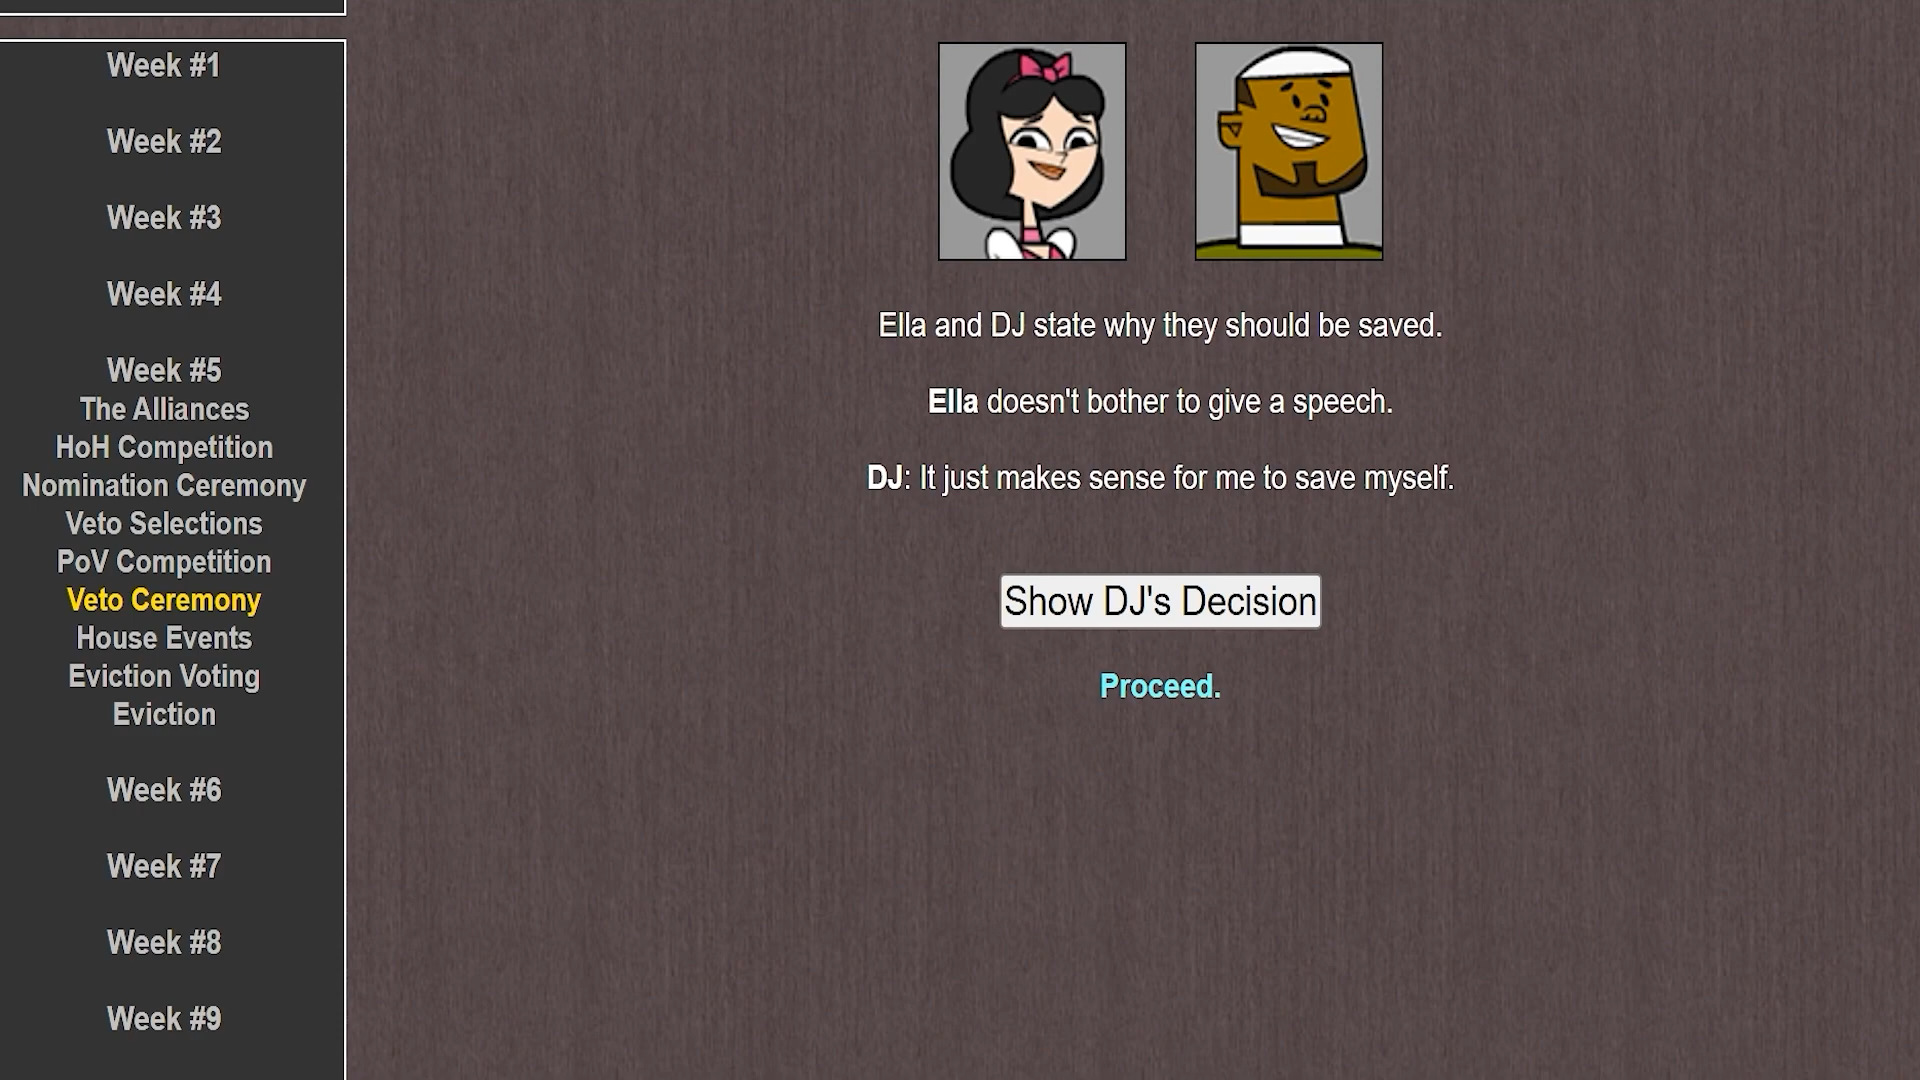 Week #1
Week #2
Week #3
Week #4
Week #5
The Alliances
HoH Competition
Nomination Ceremony
Veto Selections
PoV Competition
Veto Ceremony
House Events
Eviction Voting
Eviction
Week #6
Week #7
Week #8
Week #9
Ella and DJ state why they should be saved.
Ella doesn't bother to give a speech.
DJ: It just makes sense for me to save myself.
Show DJ's Decision
Proceed.